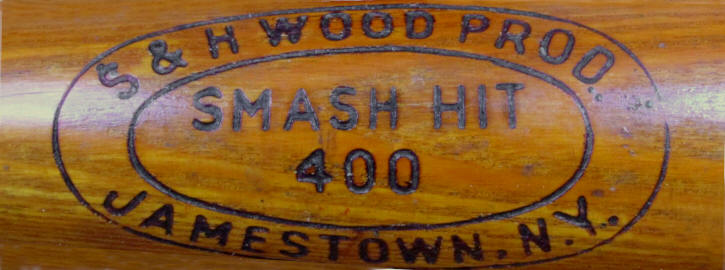 S & H WOOD PROD.
SMASH HIT
400
JAMESTOWN, N.Y.